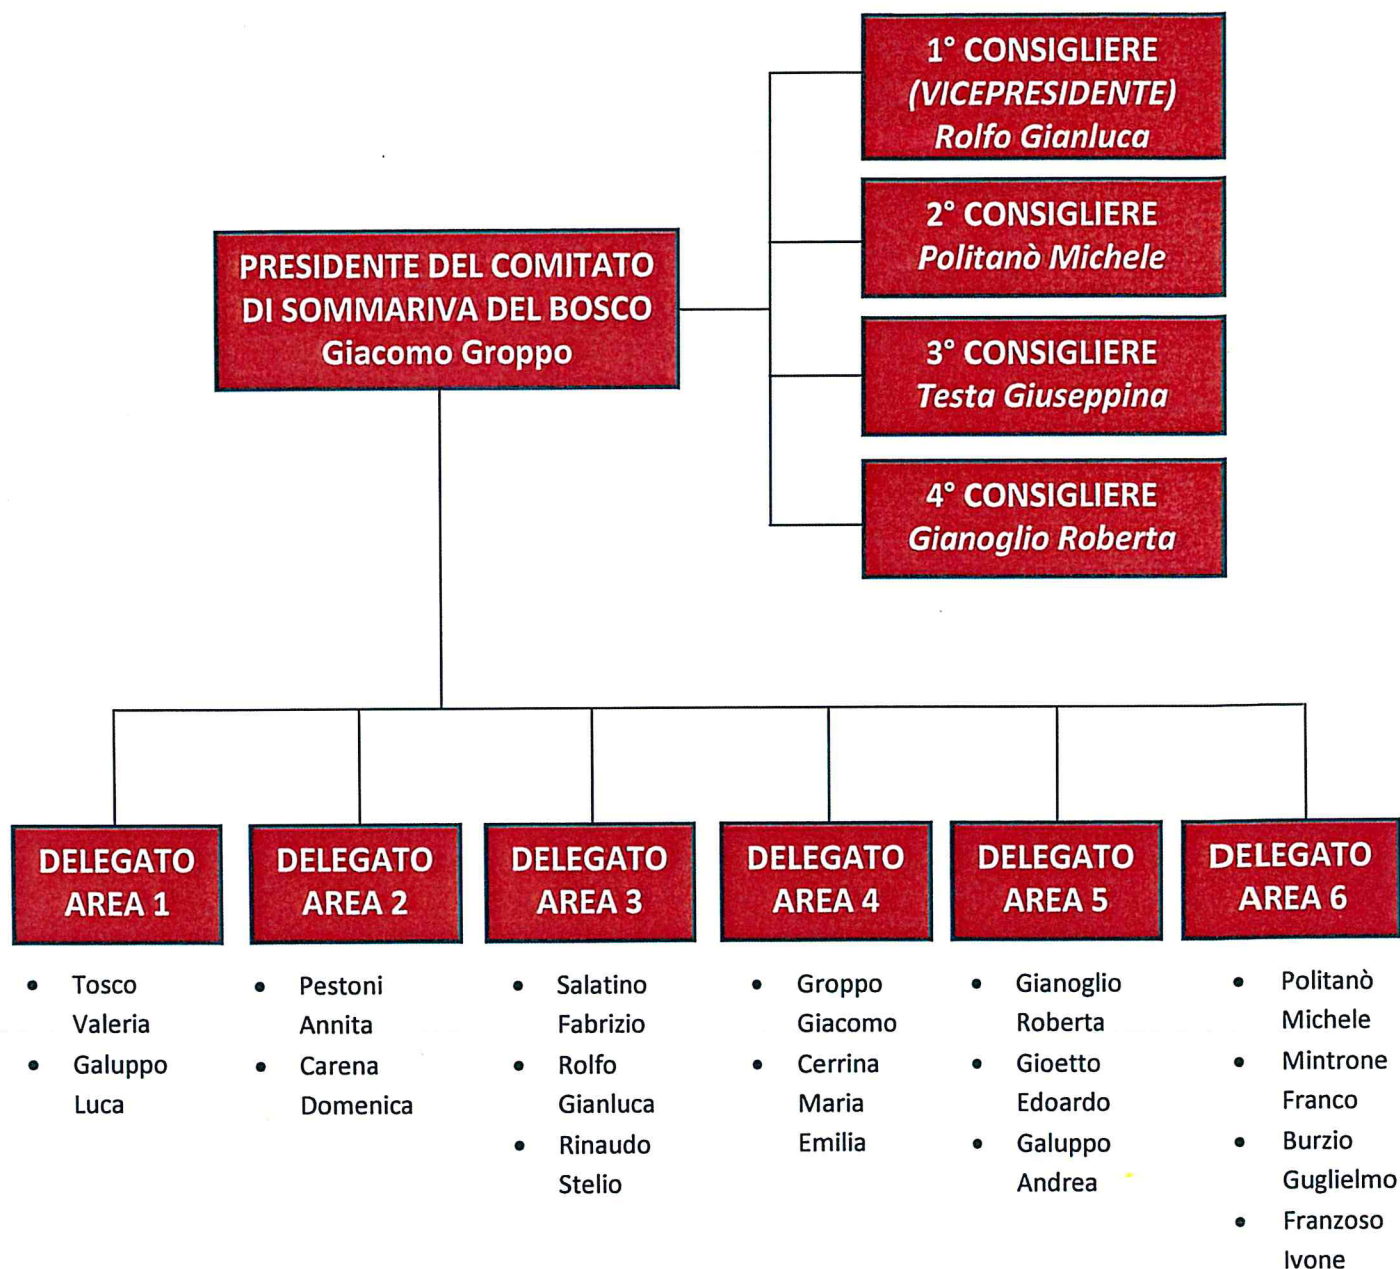 1° CONSIGLIERE
(VICEPRESIDENTE)
Rolfo Gianluca
2° CONSIGLIERE
Politanò Michele
PRESIDENTE DEL COMITATO
DI SOMMARIVA DEL BOSCO
Giacomo Groppo
3° CONSIGLIERE
Testa Giuseppina
4° CONSIGLIERE
Gianoglio Roberta
DELEGATO
AREA 1
• Tosco
Valeria
• Galuppo
Luca
DELEGATO
AREA 2
• Pestoni
Annita
• Carena
Domenica
DELEGATO
AREA 3
• Salatino
Fabrizio
• Rolfo
Gianluca
• Rinaudo
Stelio
DELEGATO
AREA 4
• Groppo
Giacomo
• Cerrina
Maria
Emilia
DELEGATO
AREA 5
• Gianoglio
Roberta
• Gioetto
Edoardo
• Galuppo
Andrea
DELEGATO
AREA 6
• Politanò
Michele
• Mintrone
Franco
• Burzio
Guglielmo
• Franzoso
Ivone